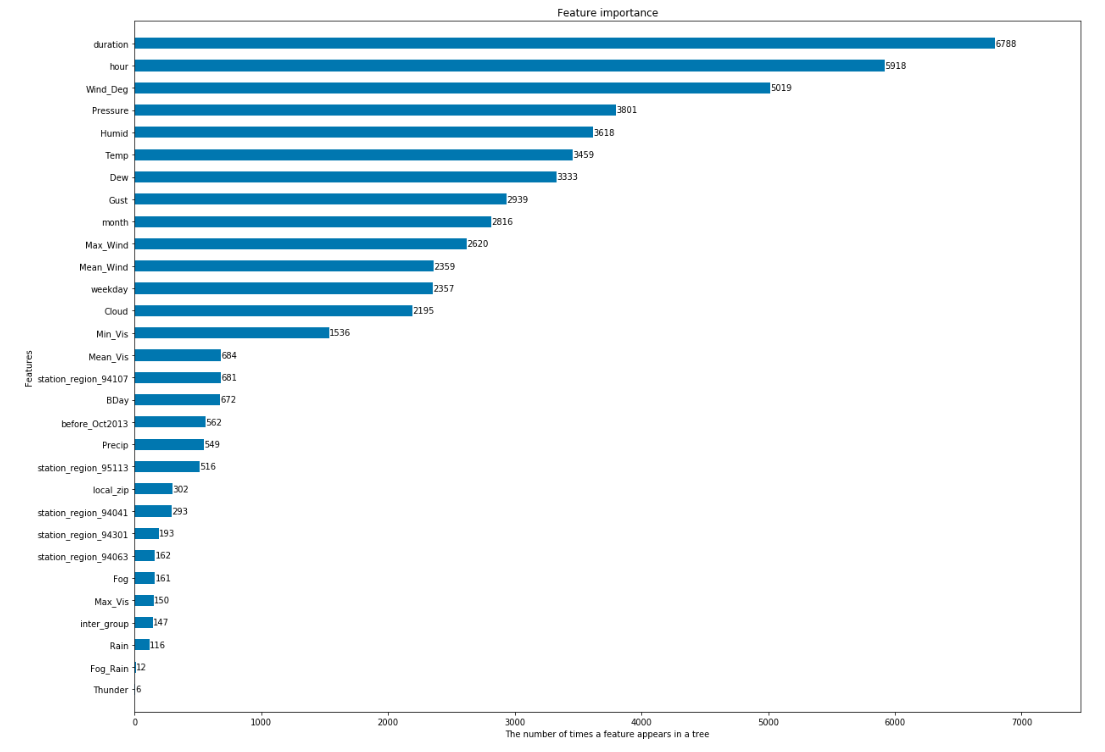 Feature importance
duration 6788
hour 5918
Wind_Deg 5019
Pressure 3801
Humid 3618
Temp 3459
Dew 3333
Gust 2939
month 2816
Max_Wind 2620
Mean_Wind 2359
weekday 2357
Cloud 2195
Min_Vis 1536
Mean_Vis 684
station_region_94107 681
BDay 672
before_Oct2013 562
Precip 549
station_region_95113 516
local_zip 302
station_region_94041 293
station_region_94301 193
station_region_94063 162
Fog 161
Max_Vis 150
inter_group 147
Rain 116
Fog_Rain 12
Thunder 6
Features
0 1000 2000 3000 4000 5000 6000 7000
The number of times a feature appears in a tree